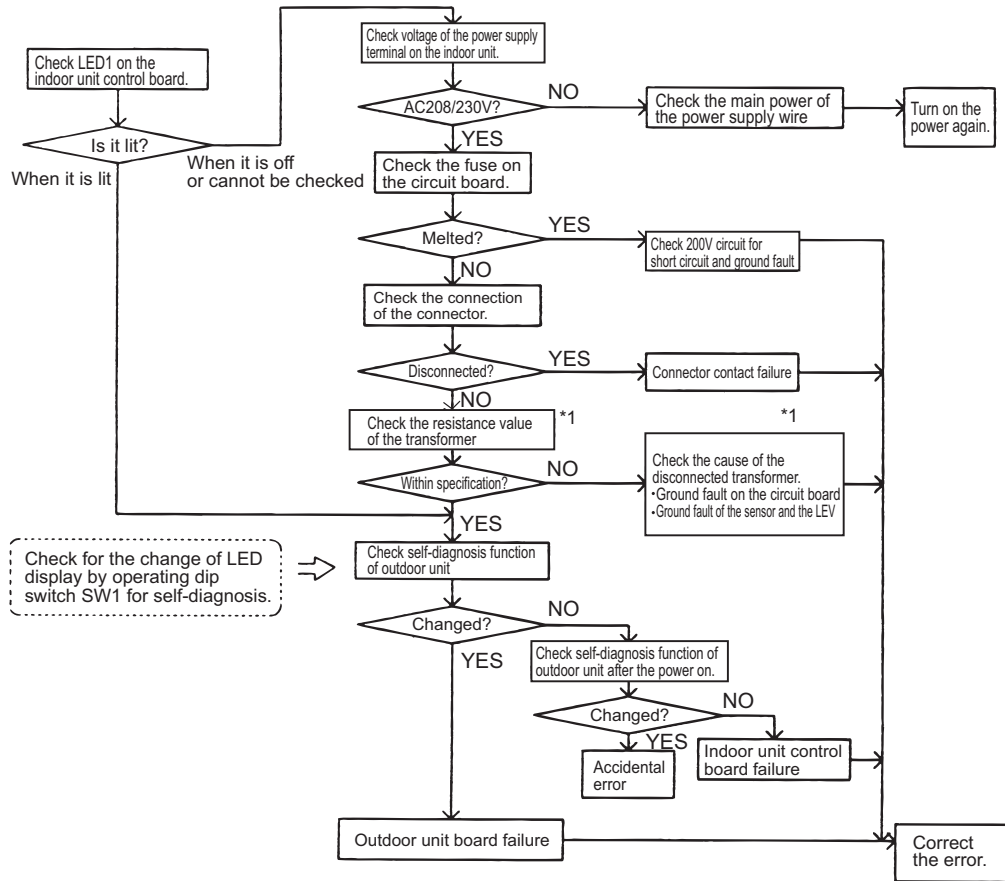 Check LED1 on the
indoor unit control board.
Is it lit?
When it is lit
When it is off
or cannot be checked
Check voltage of the power supply
terminal on the indoor unit.
AC208/230V?
NO
Check the main power of
the power supply wire
Turn on the
power again.
YES
Check the fuse on
the circuit board.
Melted?
YES
Check 200V circuit for
short circuit and ground fault
NO
Check the connection
of the connector.
Disconnected?
YES
Connector contact failure
NO
Check the resistance value
of the transformer
*1
*1
Within specification?
NO
Check the cause of the
disconnected transformer.
•Ground fault on the circuit board
•Ground fault of the sensor and the LEV
YES
Check for the change of LED
display by operating dip
switch SW1 for self-diagnosis.
Check self-diagnosis function
of outdoor unit
Changed?
NO
YES
Check self-diagnosis function of
outdoor unit after the power on.
Changed?
NO
YES
Accidental
error
Indoor unit control
board failure
Outdoor unit board failure
Correct
the error.